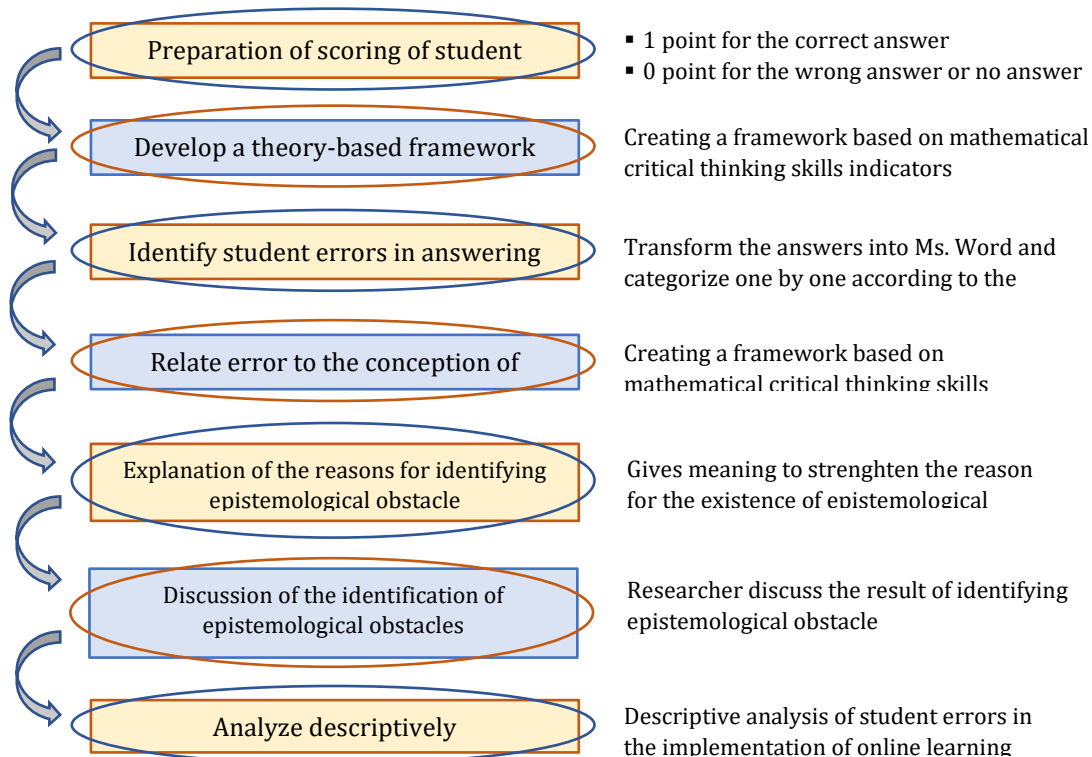 Preparation of scoring of student
▪ 1 point for the correct answer
▪ 0 point for the wrong answer or no answer
Develop a theory-based framework
Creating a framework based on mathematical
critical thinking skills indicators
Identify student errors in answering
Transform the answers into Ms. Word and
categorize one by one according to the
Relate error to the conception of
Creating a framework based on
mathematical critical thinking skills
Explanation of the reasons for identifying
epistemological obstacle
Gives meaning to strenghten the reason
for the existence of epistemological
Discussion of the identification of
epistemological obstacles
Researcher discuss the result of identifying
epistemological obstacle
Analyze descriptively
Descriptive analysis of student errors in
the implementation of online learning